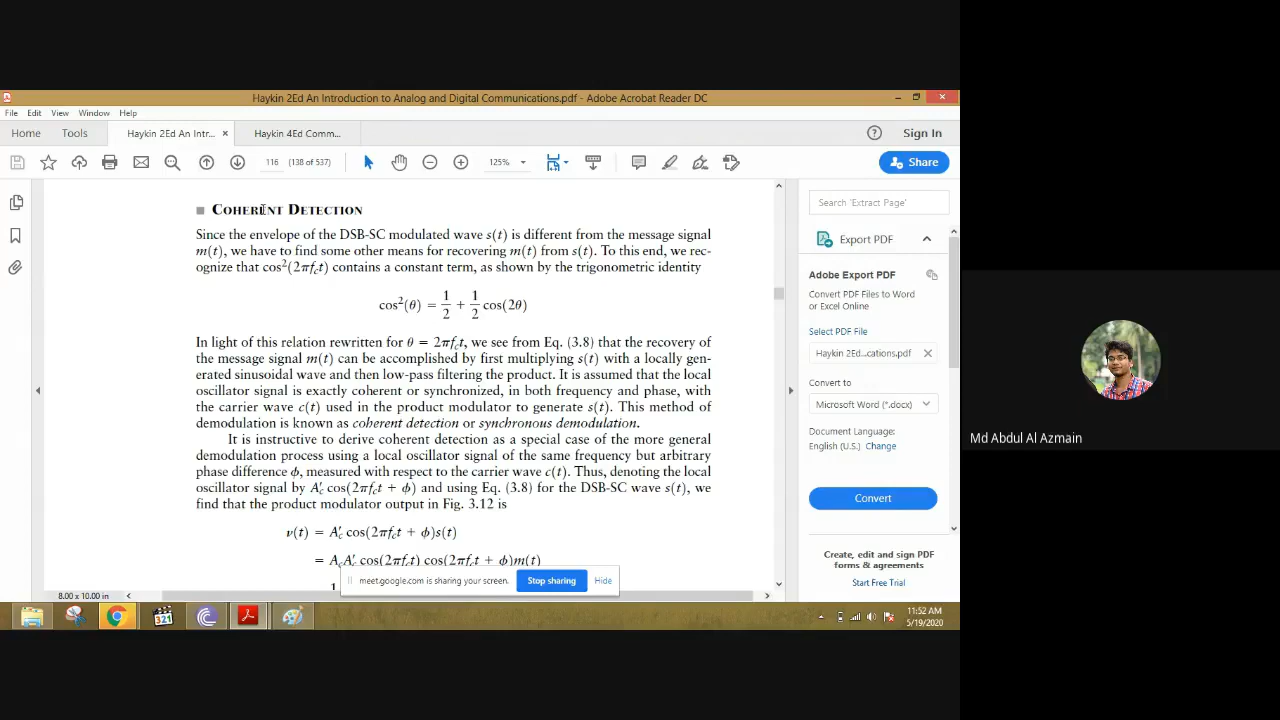 Haykin 2Ed An Introduction to Analog and Digital Communications.pdf - Adobe Acrobat Reader DC
File Edit View Window Help
Home Tools Haykin 2Ed An Intr... × Haykin 4Ed Comm... Sign In
116 (138 of 537) 125% Share
COHERENT DETECTION
Since the envelope of the DSB-SC modulated wave s(t) is different from the message signal
m(t), we have to find some other means for recovering m(t) from s(t). To this end, we rec-
ognize that cos²(2πf_ct) contains a constant term, as shown by the trigonometric identity
cos²(θ) = 1/2 + 1/2 cos(2θ)
In light of this relation rewritten for θ = 2πf_ct, we see from Eq. (3.8) that the recovery of
the message signal m(t) can be accomplished by first multiplying s(t) with a locally gen-
erated sinusoidal wave and then low-pass filtering the product. It is assumed that the local
oscillator signal is exactly coherent or synchronized, in both frequency and phase, with
the carrier wave c(t) used in the product modulator to generate s(t). This method of
demodulation is known as coherent detection or synchronous demodulation.
It is instructive to derive coherent detection as a special case of the more general
demodulation process using a local oscillator signal of the same frequency but arbitrary
phase difference ϕ, measured with respect to the carrier wave c(t). Thus, denoting the local
oscillator signal by A′_c cos(2πf_ct + ϕ) and using Eq. (3.8) for the DSB-SC wave s(t), we
find that the product modulator output in Fig. 3.12 is
v(t) = A′_c cos(2πf_ct + ϕ)s(t)
= A_cA′_c cos(2πf_ct) cos(2πf_ct + ϕ)m(t)
1
8.00 x 10.00 in
Search 'Extract Page'
Export PDF
Adobe Export PDF
Convert PDF Files to Word
or Excel Online
Select PDF File
Haykin 2Ed...cations.pdf ×
Convert to
Microsoft Word (*.docx)
Document Language:
English (U.S.) Change
Convert
Create, edit and sign PDF
forms & agreements
Start Free Trial
meet.google.com is sharing your screen. Stop sharing Hide
321
11:52 AM
5/19/2020
Md Abdul Al Azmain